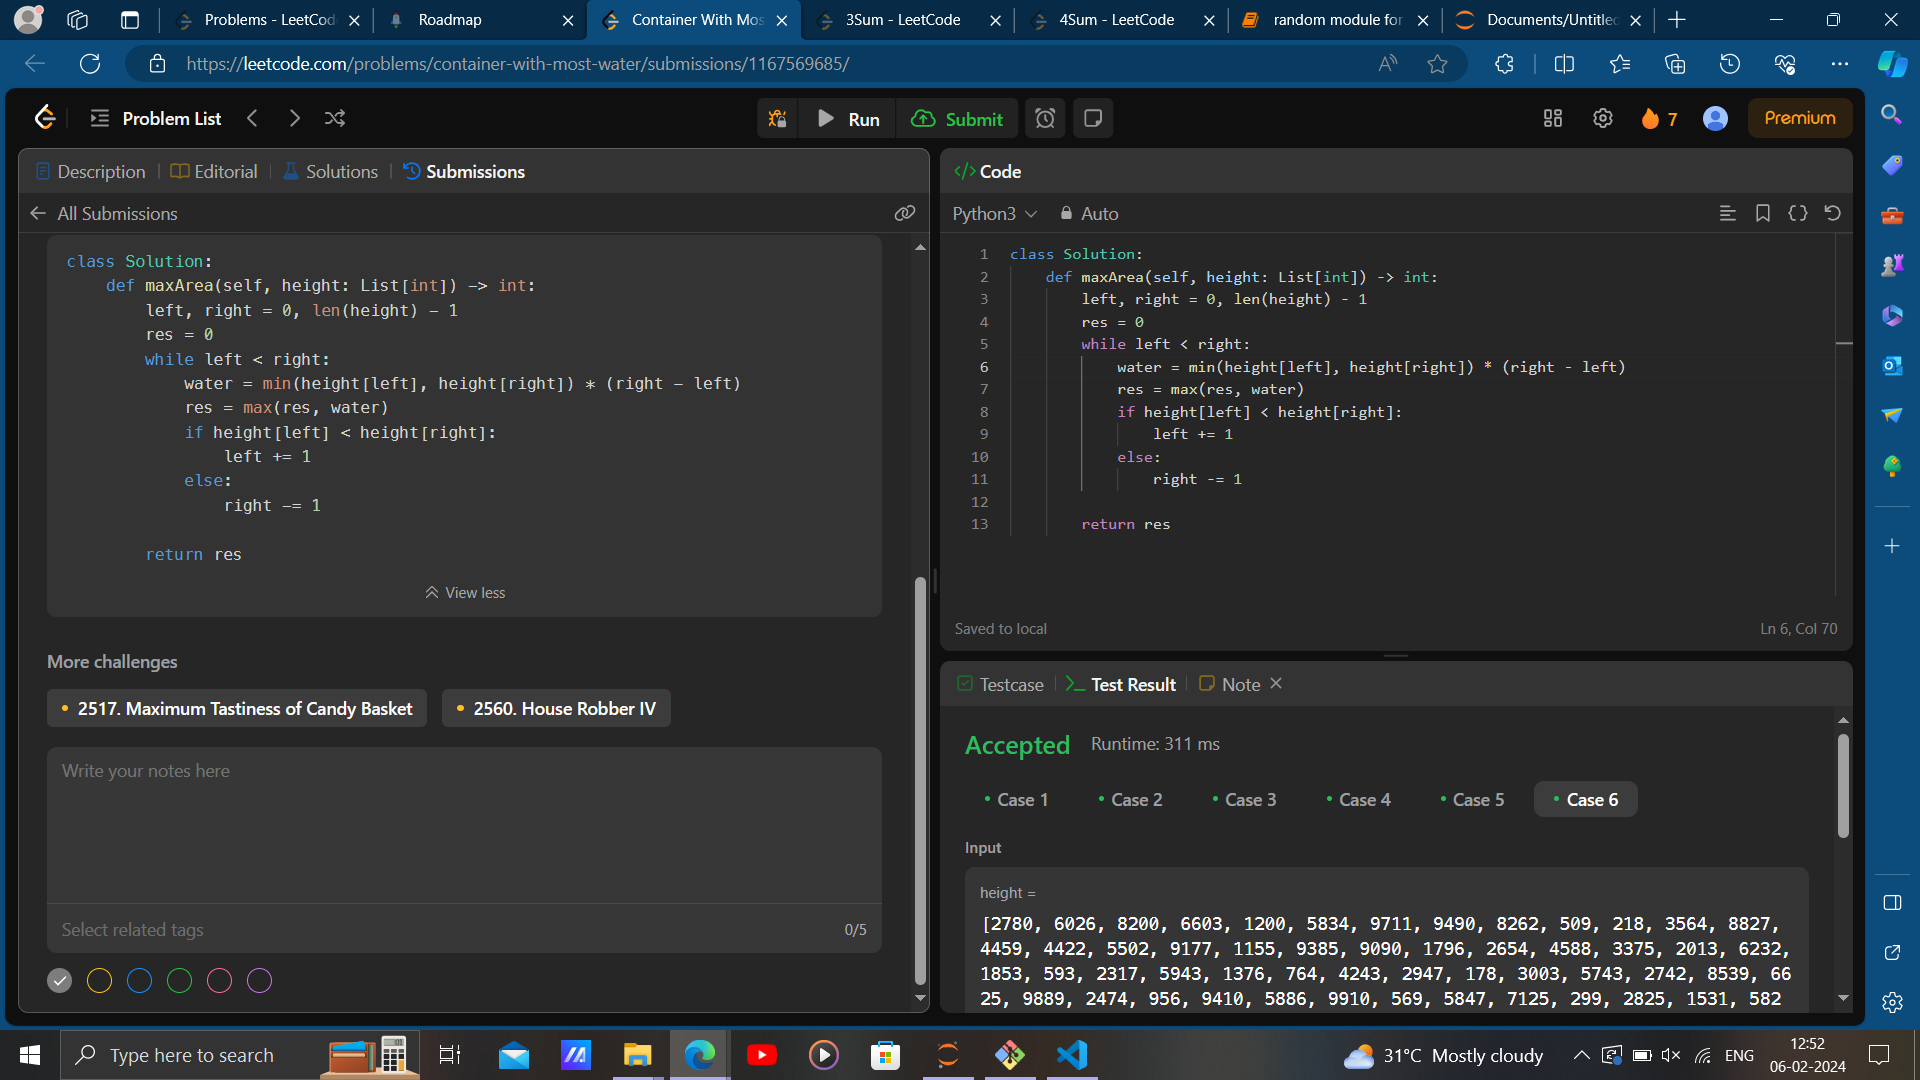 Problems - LeetCode
Roadmap
Container With Mos
3Sum - LeetCode
4Sum - LeetCode
random module for
Documents/Untitled
https://leetcode.com/problems/container-with-most-water/submissions/1167569685/
Problem List
Run
Submit
7
Premium
Description
Editorial
Solutions
Submissions
All Submissions
class Solution:
    def maxArea(self, height: List[int]) -> int:
        left, right = 0, len(height) - 1
        res = 0
        while left < right:
            water = min(height[left], height[right]) * (right - left)
            res = max(res, water)
            if height[left] < height[right]:
                left += 1
            else:
                right -= 1
        return res
View less
More challenges
2517. Maximum Tastiness of Candy Basket
2560. House Robber IV
Write your notes here
Select related tags
0/5
</> Code
Python3
Auto
1 class Solution:
2     def maxArea(self, height: List[int]) -> int:
3         left, right = 0, len(height) - 1
4         res = 0
5         while left < right:
6             water = min(height[left], height[right]) * (right - left)
7             res = max(res, water)
8             if height[left] < height[right]:
9                 left += 1
10             else:
11                 right -= 1
12
13         return res
Saved to local
Ln 6, Col 70
Testcase
Test Result
Note
Accepted
Runtime: 311 ms
Case 1
Case 2
Case 3
Case 4
Case 5
Case 6
Input
height =
[2780, 6026, 8200, 6603, 1200, 5834, 9711, 9490, 8262, 509, 218, 3564, 8827,
4459, 4422, 5502, 9177, 1155, 9385, 9090, 1796, 2654, 4588, 3375, 2013, 6232,
1853, 593, 2317, 5943, 1376, 764, 4243, 2947, 178, 3003, 5743, 2742, 8539, 66
25, 9889, 2474, 956, 9410, 5886, 9910, 569, 5847, 7125, 299, 2825, 1531, 582
Type here to search
31°C Mostly cloudy
ENG
12:52
06-02-2024